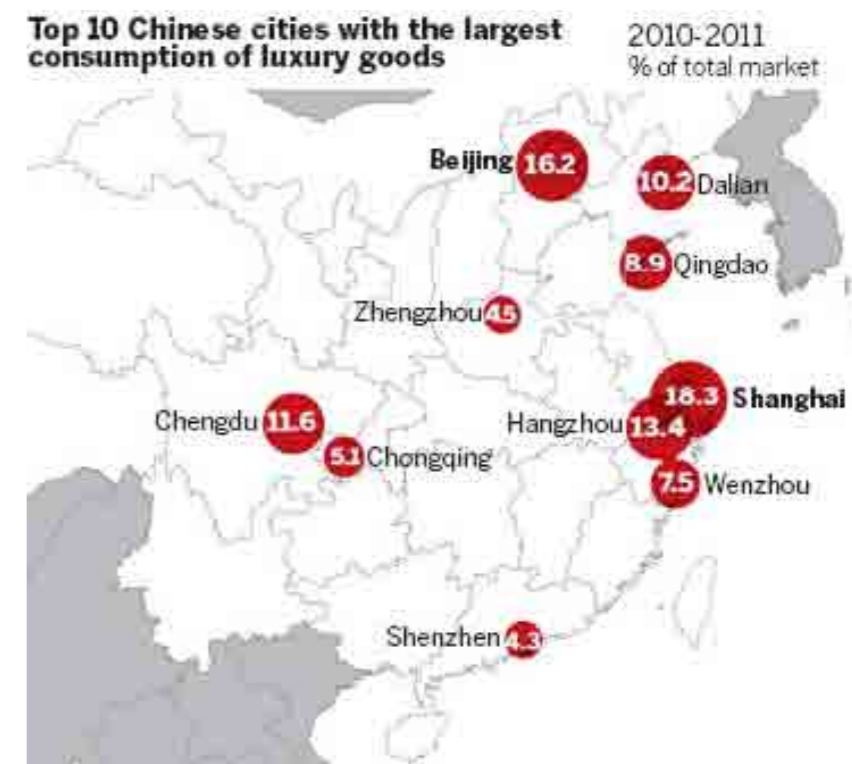 Top 10 Chinese cities with the largest
consumption of luxury goods
2010-2011
% of total market
Beijing 16.2
10.2 Dalian
8.9 Qingdao
Zhengzhou 4.5
18.3 Shanghai
Chengdu 11.6
Hangzhou 13.4
5.1 Chongqing
7.5 Wenzhou
Shenzhen 4.3